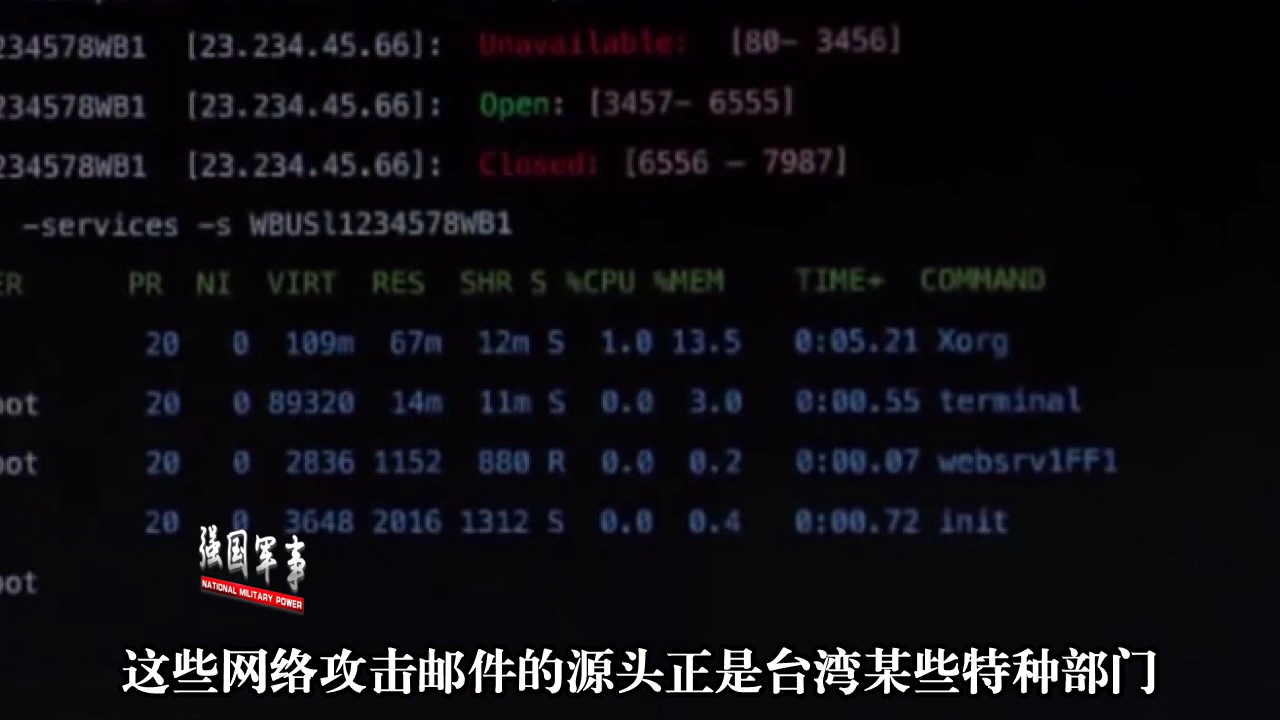 234578WB1 [23.234.45.66]: Unavailable: [80- 3456]
234578WB1 [23.234.45.66]: Open: [3457- 6555]
234578WB1 [23.234.45.66]: Closed: [6556 - 7987]
-services -s WBUSl1234578WB1
ER PR NI VIRT RES SHR S %CPU %MEM TIME+ COMMAND
20 0 109m 67m 12m S 1.0 13.5 0:05.21 Xorg
oot 20 0 89320 14m 11m S 0.0 3.0 0:00.55 terminal
oot 20 0 2836 1152 880 R 0.0 0.2 0:00.07 websrv1FF1
20 0 3648 2016 1312 S 0.0 0.4 0:00.72 init
oot
强国军事
NATIONAL MILITARY POWER
这些网络攻击邮件的源头正是台湾某些特种部门